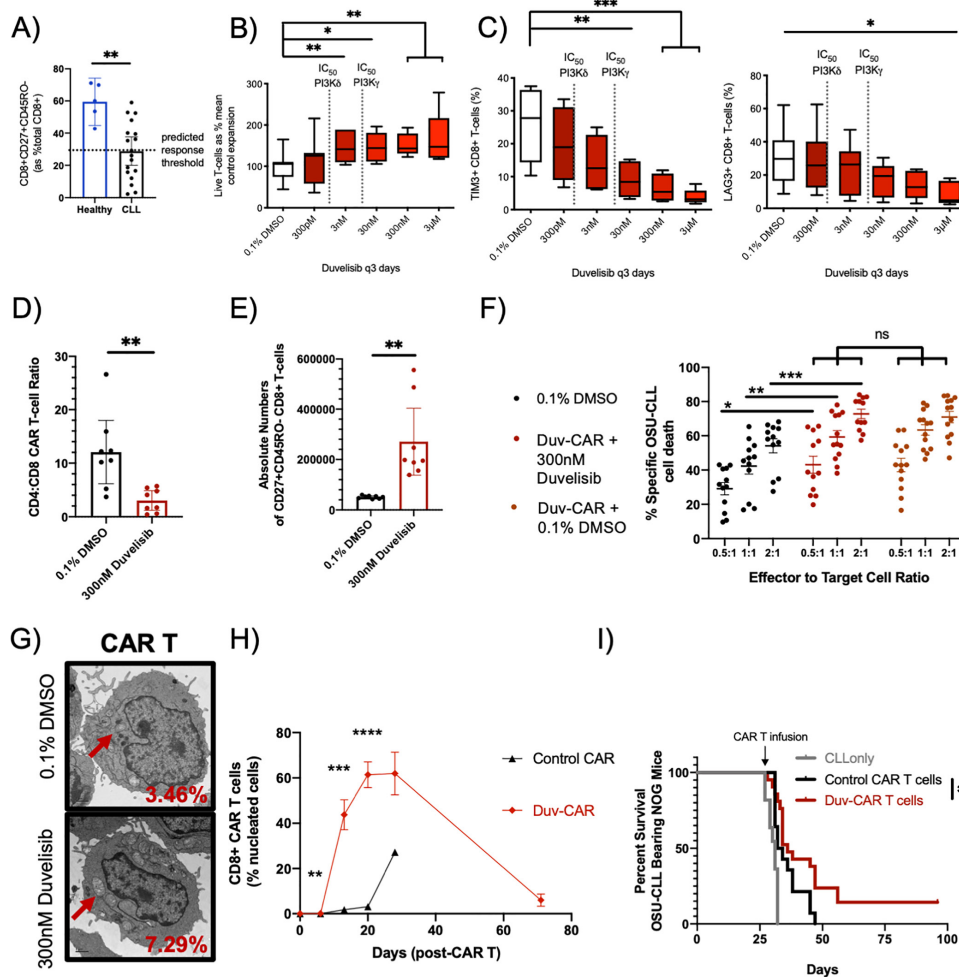 A)
**
CD8+CD27+CD45RO-
(as %total CD8+)
80
60
40
20
0
Healthy
CLL
predicted
response
threshold
B)
**
*
**
IC50
PI3Kδ
IC50
PI3Kγ
Live T-cells as % mean
control expansion
300
200
100
0
0.1% DMSO
300pM
3nM
30nM
300nM
3μM
Duvelisib q3 days
C)
***
**
IC50
PI3Kδ
IC50
PI3Kγ
TIM3+ CD8+ T-cells (%)
40
30
20
10
0
0.1% DMSO
300pM
3nM
30nM
300nM
3μM
Duvelisib q3 days
*
IC50
PI3Kδ
IC50
PI3Kγ
LAG3+ CD8+ T-cells (%)
80
60
40
20
0
0.1% DMSO
300pM
3nM
30nM
300nM
3μM
Duvelisib q3 days
D)
**
CD4:CD8 CAR T-cell Ratio
30
20
10
0
0.1% DMSO
300nM Duvelisib
E)
**
Absolute Numbers
of CD27+CD45RO- CD8+ T-cells
600000
400000
200000
0
0.1% DMSO
300nM Duvelisib
F)
0.1% DMSO
Duv-CAR +
300nM
Duvelisib
Duv-CAR +
0.1% DMSO
ns
***
**
*
% Specific OSU-CLL
cell death
100
80
60
40
20
0
0.5:1
1:1
2:1
0.5:1
1:1
2:1
0.5:1
1:1
2:1
Effector to Target Cell Ratio
G)
CAR T
0.1% DMSO
3.46%
300nM Duvelisib
7.29%
H)
****
***
**
Control CAR
Duv-CAR
CD8+ CAR T cells
(% nucleated cells)
80
60
40
20
0
0
20
40
60
80
Days (post-CAR T)
I)
CAR T infusion
CLLonly
Control CAR T cells
Duv-CAR T cells
Percent Survival
OSU-CLL Bearing NOG Mice
100
50
0
0
25
50
75
100
Days